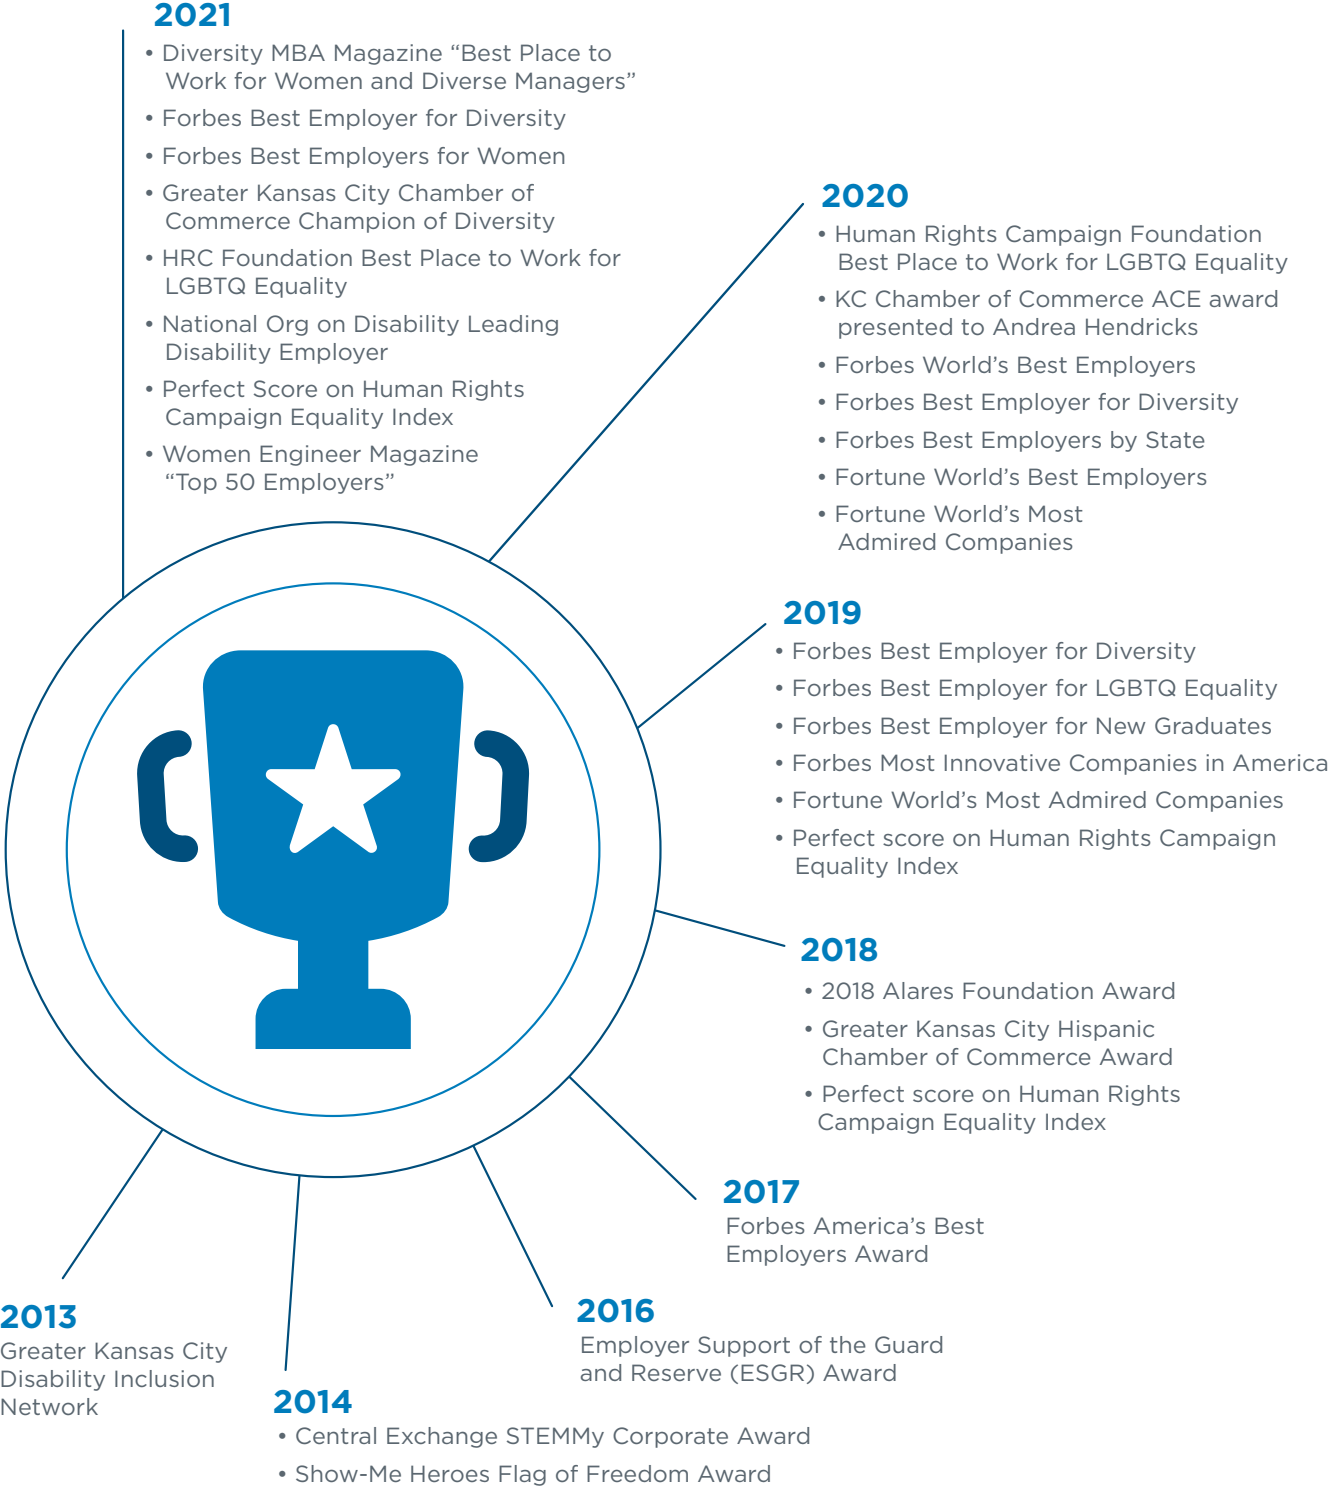 2021
• Diversity MBA Magazine “Best Place to
Work for Women and Diverse Managers”
• Forbes Best Employer for Diversity
• Forbes Best Employers for Women
• Greater Kansas City Chamber of
Commerce Champion of Diversity
• HRC Foundation Best Place to Work for
LGBTQ Equality
• National Org on Disability Leading
Disability Employer
• Perfect Score on Human Rights
Campaign Equality Index
• Women Engineer Magazine
“Top 50 Employers”
2020
• Human Rights Campaign Foundation
Best Place to Work for LGBTQ Equality
• KC Chamber of Commerce ACE award
presented to Andrea Hendricks
• Forbes World’s Best Employers
• Forbes Best Employer for Diversity
• Forbes Best Employers by State
• Fortune World’s Best Employers
• Fortune World’s Most
Admired Companies
2019
• Forbes Best Employer for Diversity
• Forbes Best Employer for LGBTQ Equality
• Forbes Best Employer for New Graduates
• Forbes Most Innovative Companies in America
• Fortune World’s Most Admired Companies
• Perfect score on Human Rights Campaign
Equality Index
2018
• 2018 Alares Foundation Award
• Greater Kansas City Hispanic
Chamber of Commerce Award
• Perfect score on Human Rights
Campaign Equality Index
2017
Forbes America’s Best
Employers Award
2016
Employer Support of the Guard
and Reserve (ESGR) Award
2014
• Central Exchange STEMMy Corporate Award
• Show-Me Heroes Flag of Freedom Award
2013
Greater Kansas City
Disability Inclusion
Network